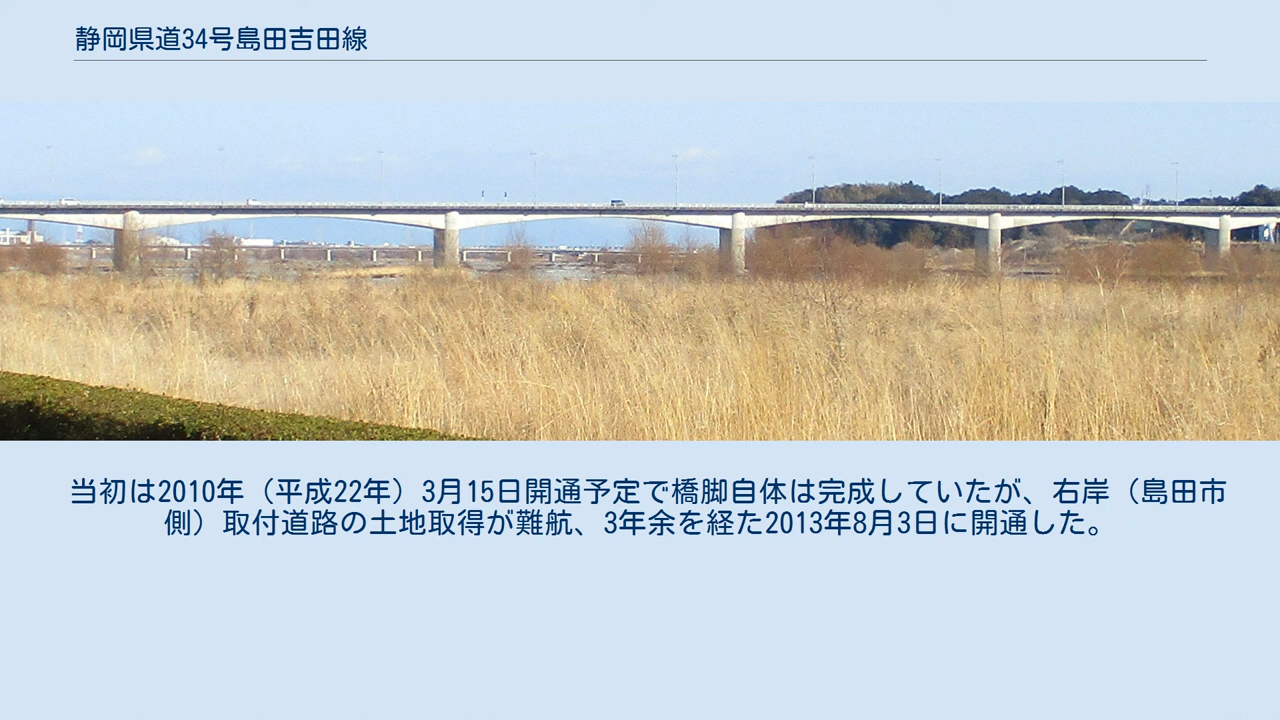 静岡県道34号島田吉田線
当初は2010年（平成22年）3月15日開通予定で橋脚自体は完成していたが、右岸（島田市
側）取付道路の土地取得が難航、3年余を経た2013年8月3日に開通した。